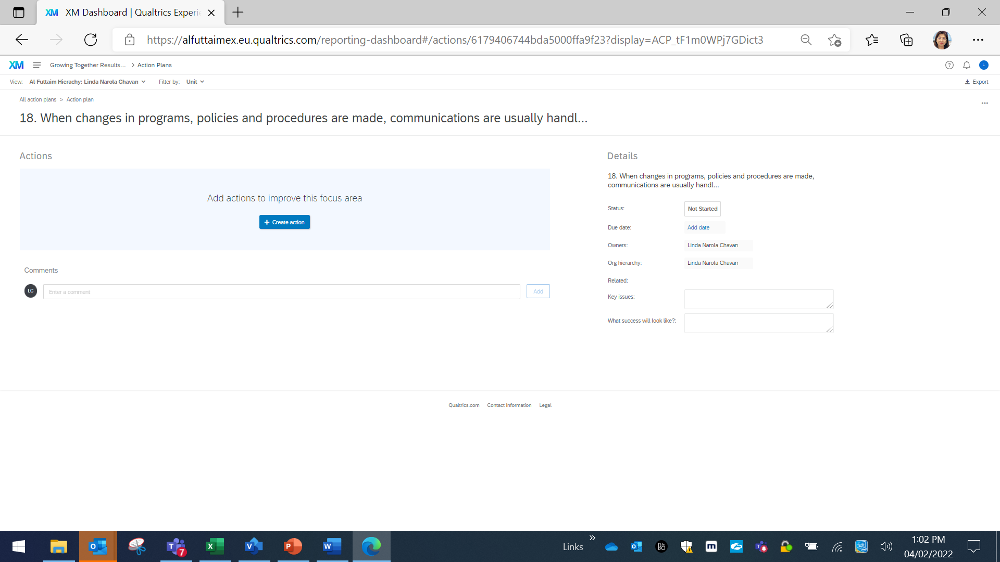 XM Dashboard | Qualtrics Experie
https://alfuttaimex.eu.qualtrics.com/reporting-dashboard#/actions/6179406744bda5000ffa9f23?display=ACP_tF1m0WPj7GDict3
XM Growing Together Results... > Action Plans ? L
View: Al-Futtaim Hierachy: Linda Narola Chavan Filter by: Unit Export
All action plans > Action plan
18. When changes in programs, policies and procedures are made, communications are usually handl...
Actions
Add actions to improve this focus area
+ Create action
Comments
LC Enter a comment Add
Details
18. When changes in programs, policies and procedures are made,
communications are usually handl...
Status: Not Started
Due date: Add date
Owners: Linda Narola Chavan
Org hierarchy: Linda Narola Chavan
Related:
Key issues:
What success will look like?:
Qualtrics.com Contact Information Legal
Links
1:02 PM
04/02/2022